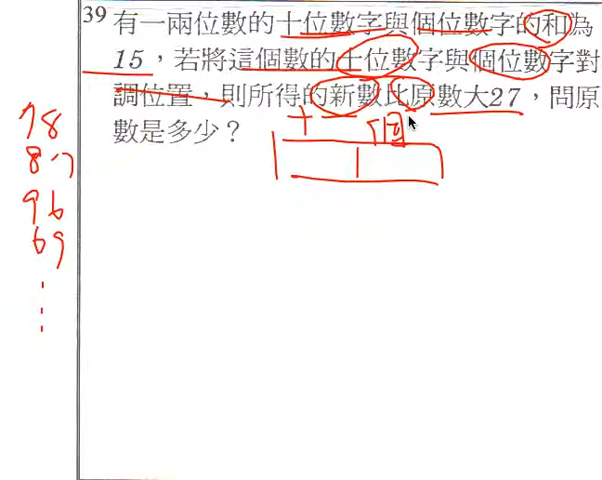 39 有一兩位數的十位數字與個位數字的和為
15，若將這個數的十位數字與個位數字對
調位置，則所得的新數比原數大27，問原
數是多少？
十 個
78
87
96
69